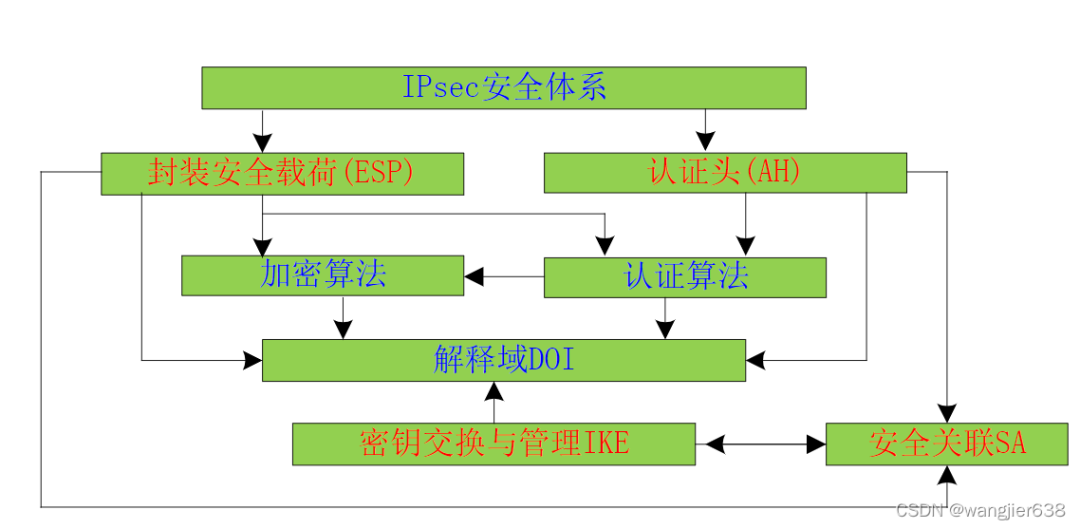 IPsec安全体系
封装安全载荷(ESP)
认证头(AH)
加密算法
认证算法
解释域DOI
密钥交换与管理IKE
安全关联SA
CSDN @wangjier638